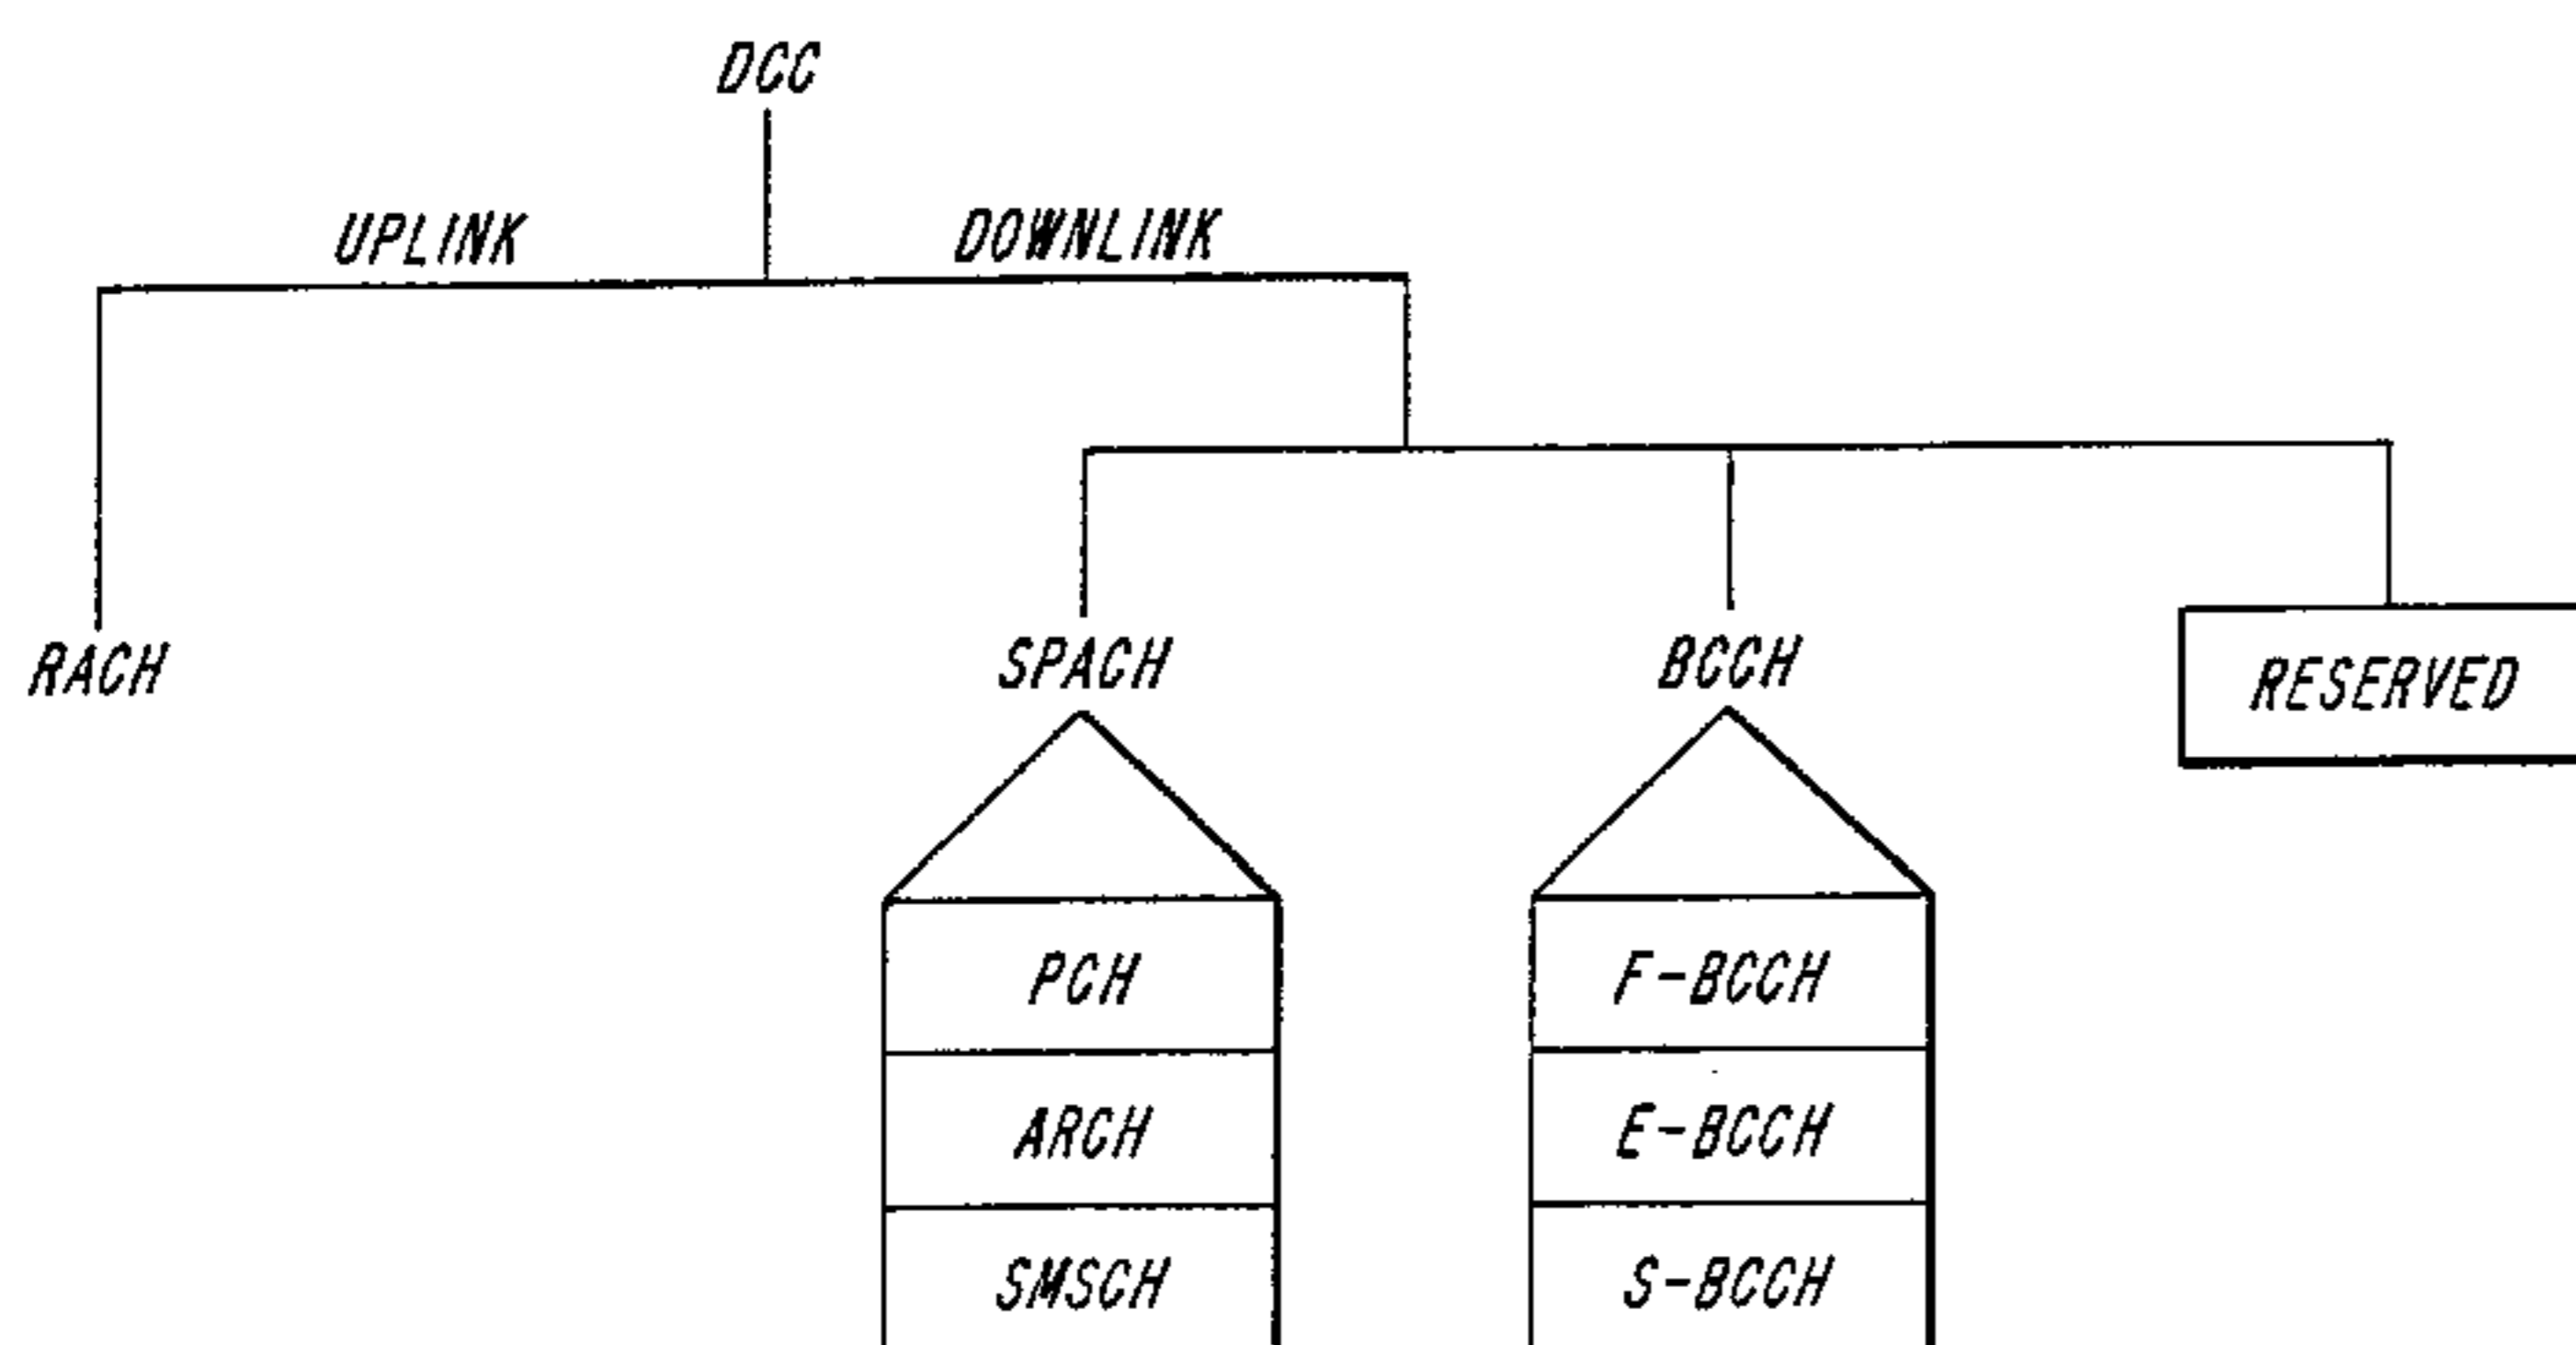 DCC
UPLINK
DOWNLINK
RACH
SPACH
BCCH
RESERVED
PCH
ARCH
SMSCH
F-BCCH
E-BCCH
S-BCCH